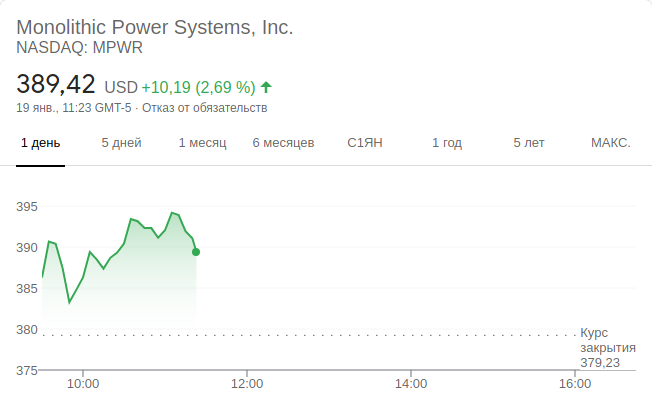 Monolithic Power Systems, Inc.
NASDAQ: MPWR
389,42 USD +10,19 (2,69 %)
19 янв., 11:23 GMT-5 · Отказ от обязательств
1 день 5 дней 1 месяц 6 месяцев С1ЯН 1 год 5 лет МАКС.
395
390
385
380
375
Курс
закрытия
379,23
10:00 12:00 14:00 16:00